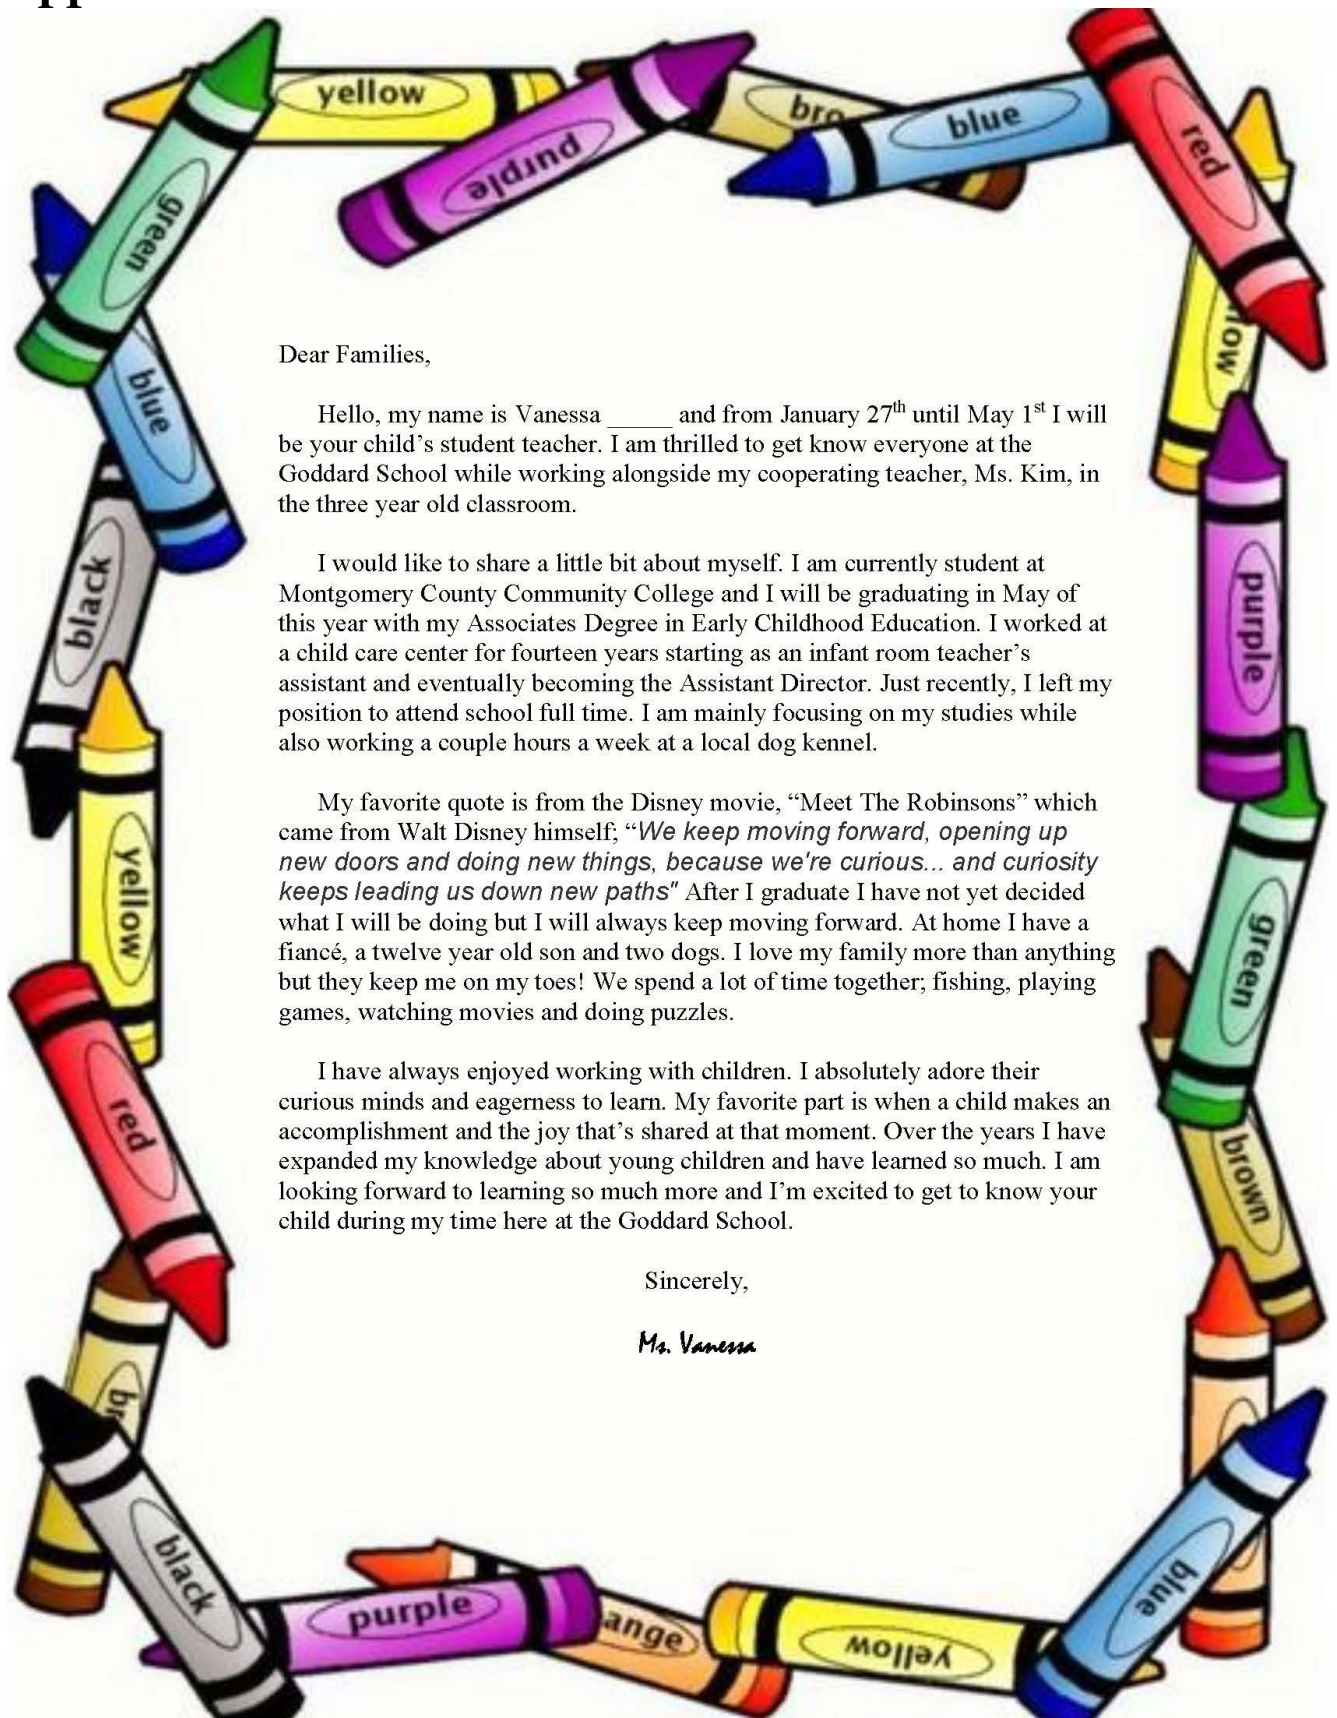 yellow
purple
bro
blue
red
green
low
blue
black
purple
yellow
green
red
brown
br
Dear Families,
Hello, my name is Vanessa _____ and from January 27th until May 1st I will
be your child’s student teacher. I am thrilled to get know everyone at the
Goddard School while working alongside my cooperating teacher, Ms. Kim, in
the three year old classroom.
I would like to share a little bit about myself. I am currently student at
Montgomery County Community College and I will be graduating in May of
this year with my Associates Degree in Early Childhood Education. I worked at
a child care center for fourteen years starting as an infant room teacher’s
assistant and eventually becoming the Assistant Director. Just recently, I left my
position to attend school full time. I am mainly focusing on my studies while
also working a couple hours a week at a local dog kennel.
My favorite quote is from the Disney movie, “Meet The Robinsons” which
came from Walt Disney himself; “We keep moving forward, opening up
new doors and doing new things, because we're curious... and curiosity
keeps leading us down new paths" After I graduate I have not yet decided
what I will be doing but I will always keep moving forward. At home I have a
fiancé, a twelve year old son and two dogs. I love my family more than anything
but they keep me on my toes! We spend a lot of time together; fishing, playing
games, watching movies and doing puzzles.
I have always enjoyed working with children. I absolutely adore their
curious minds and eagerness to learn. My favorite part is when a child makes an
accomplishment and the joy that’s shared at that moment. Over the years I have
expanded my knowledge about young children and have learned so much. I am
looking forward to learning so much more and I’m excited to get to know your
child during my time here at the Goddard School.
Sincerely,
Ms. Vanessa
black
purple
ange
yellow
blue